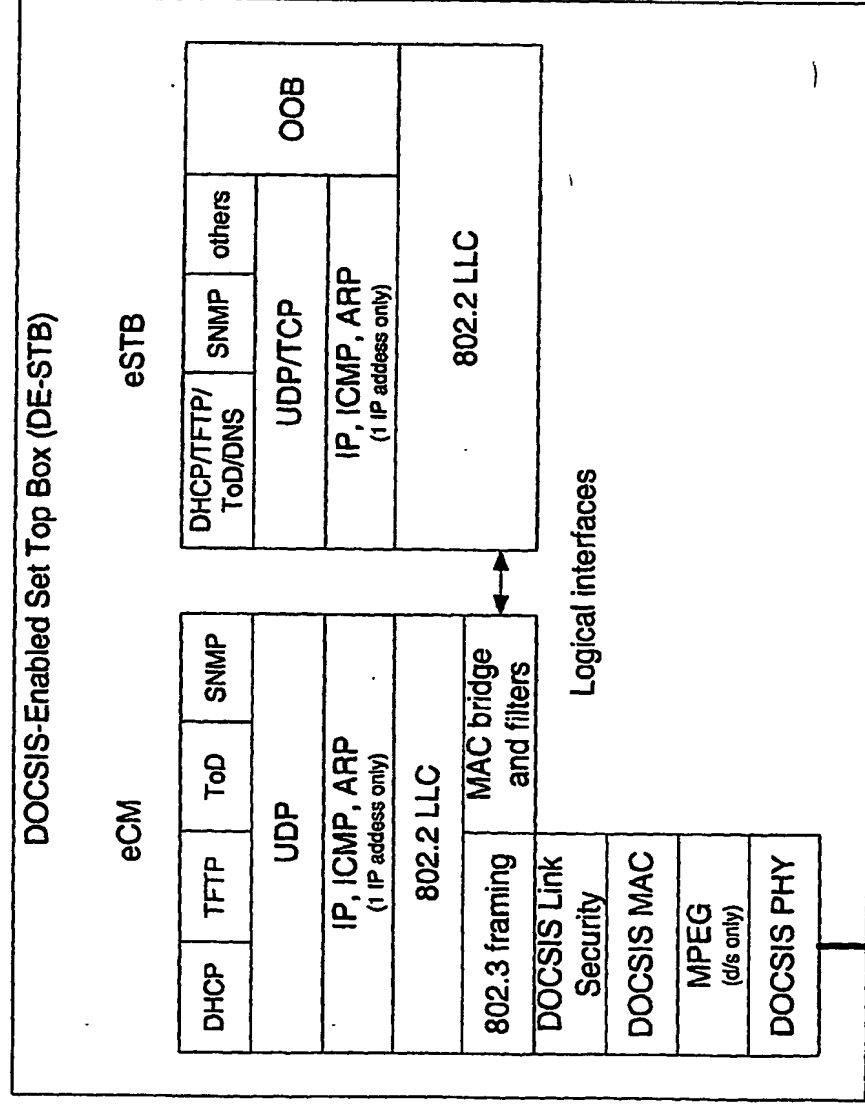 DOCSIS-Enabled Set Top Box (DE-STB)
eCM
DHCP
TFTP
ToD
SNMP
UDP
IP, ICMP, ARP
(1 IP addess only)
802.2 LLC
802.3 framing
MAC bridge
and filters
DOCSIS Link
Security
DOCSIS MAC
MPEG
(d/s only)
DOCSIS PHY
eSTB
DHCP/TFTP/
ToD/DNS
SNMP
others
OOB
UDP/TCP
IP, ICMP, ARP
(1 IP addess only)
802.2 LLC
Logical interfaces